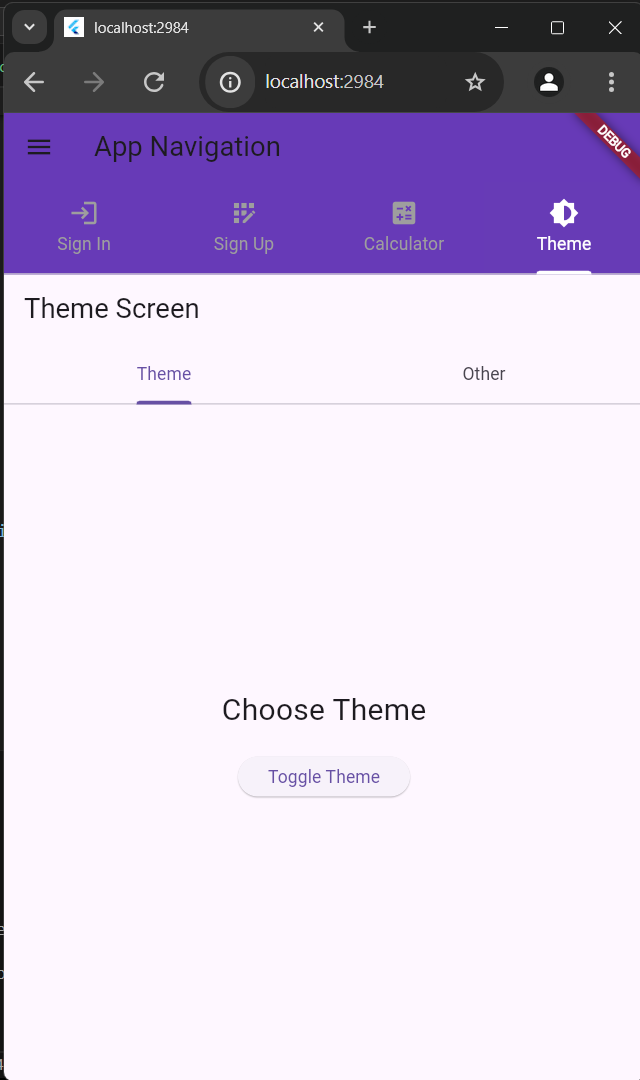 localhost:2984
localhost:2984
App Navigation
DEBUG
Sign In
Sign Up
Calculator
Theme
Theme Screen
Theme
Other
Choose Theme
Toggle Theme